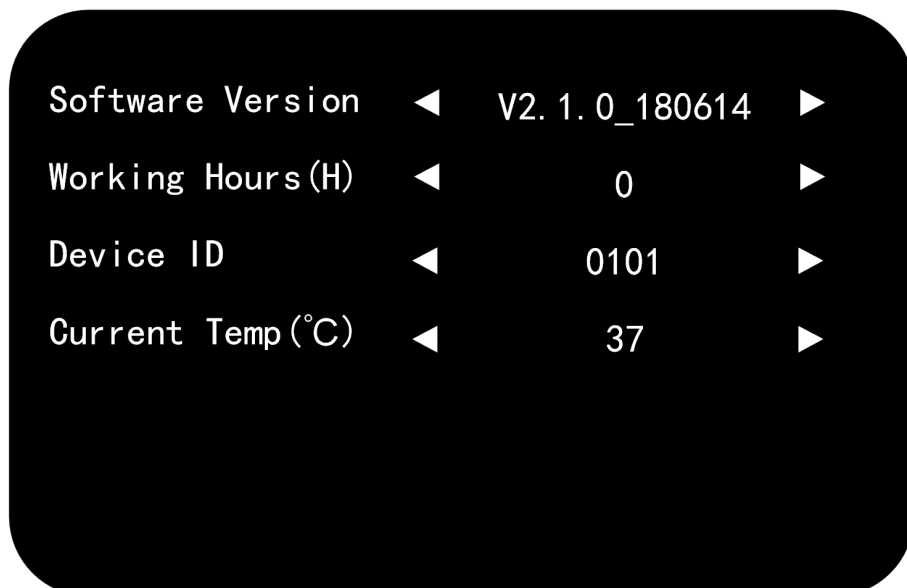 Software Version ◀ V2.1.0_180614 ▶
Working Hours(H) ◀ 0 ▶
Device ID ◀ 0101 ▶
Current Temp(℃) ◀ 37 ▶